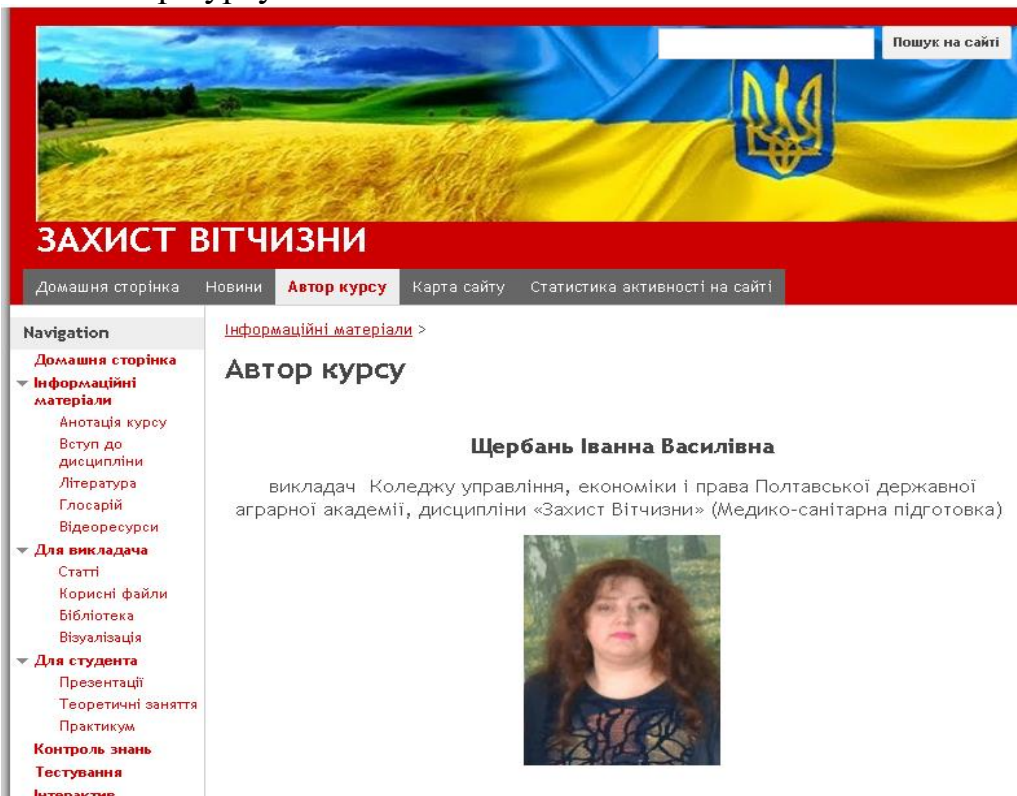 Пошук на сайті
ЗАХИСТ ВІТЧИЗНИ
Домашня сторінка Новини Автор курсу Карта сайту Статистика активності на сайті
Navigation
Домашня сторінка
Інформаційні
матеріали
Анотація курсу
Вступ до
дисципліни
Література
Глосарій
Відеоресурси
Для викладача
Статті
Корисні файли
Бібліотека
Візуалізація
Для студента
Презентації
Теоретичні заняття
Практикум
Контроль знань
Тестування
Інтерактив
Інформаційні матеріали >
Автор курсу
Щербань Іванна Василівна
викладач Коледжу управління, економіки і права Полтавської державної
аграрної академії, дисципліни «Захист Вітчизни» (Медико-санітарна підготовка)